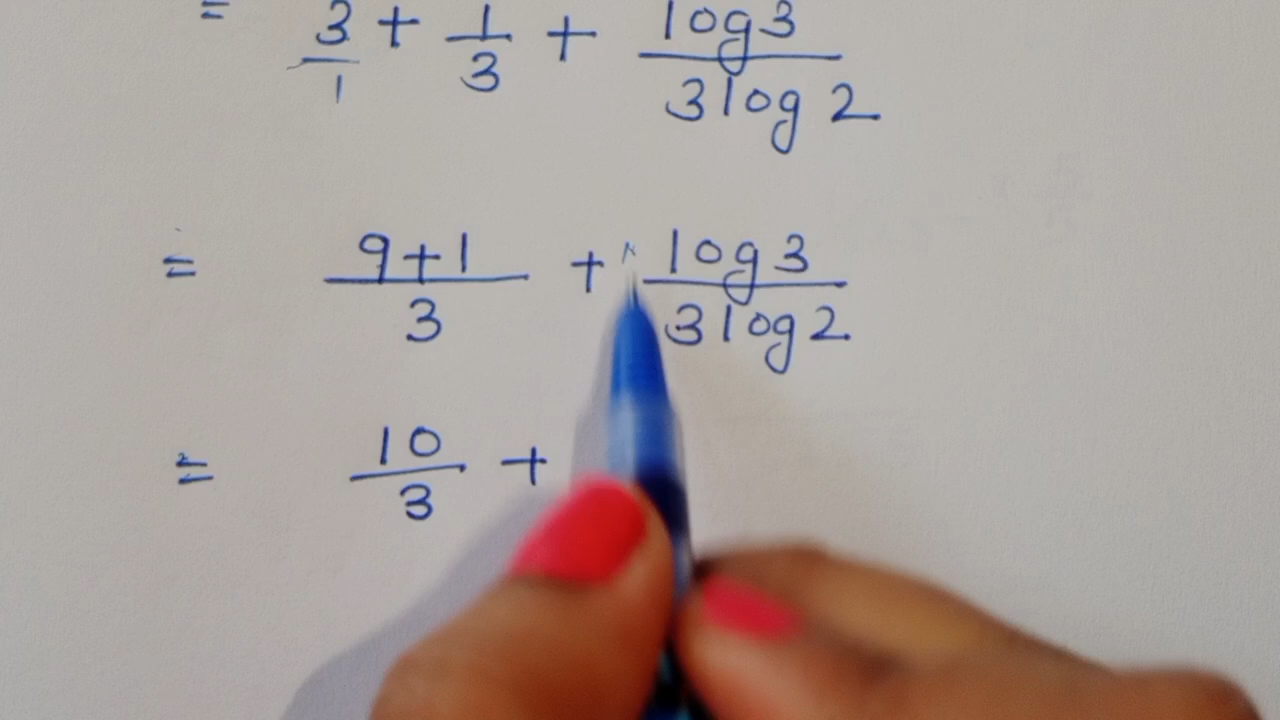 = 3/1 + 1/3 + log3/3log2
= 9+1/3 + log3/3log2
= 10/3 +